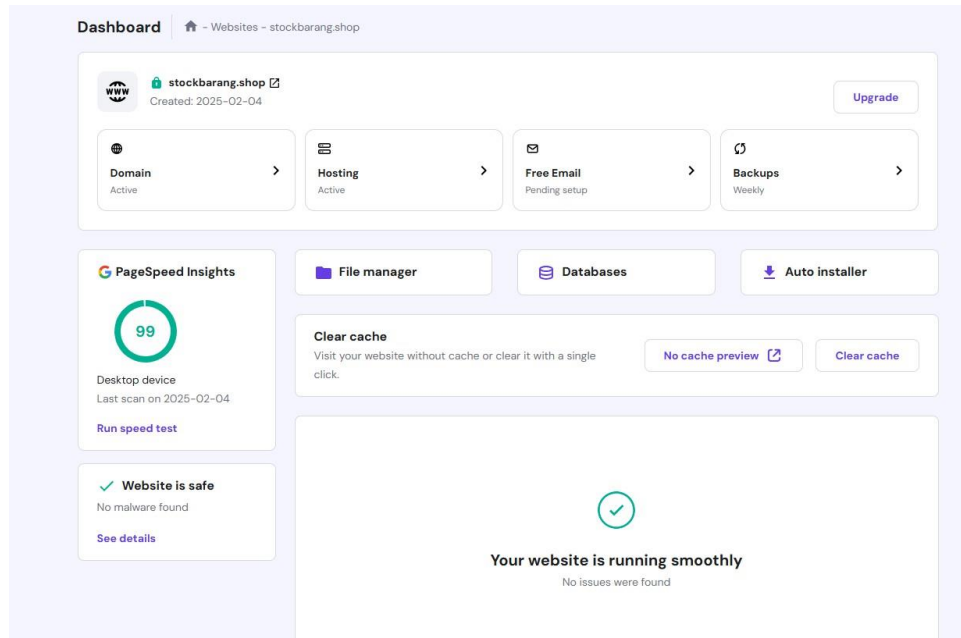 Dashboard
- Websites - stockbarang.shop
www
stockbarang.shop
Created: 2025-02-04
Upgrade
Domain
Active
Hosting
Active
Free Email
Pending setup
Backups
Weekly
PageSpeed Insights
99
Desktop device
Last scan on 2025-02-04
Run speed test
File manager
Databases
Auto installer
Clear cache
Visit your website without cache or clear it with a single
click.
No cache preview
Clear cache
Website is safe
No malware found
See details
Your website is running smoothly
No issues were found